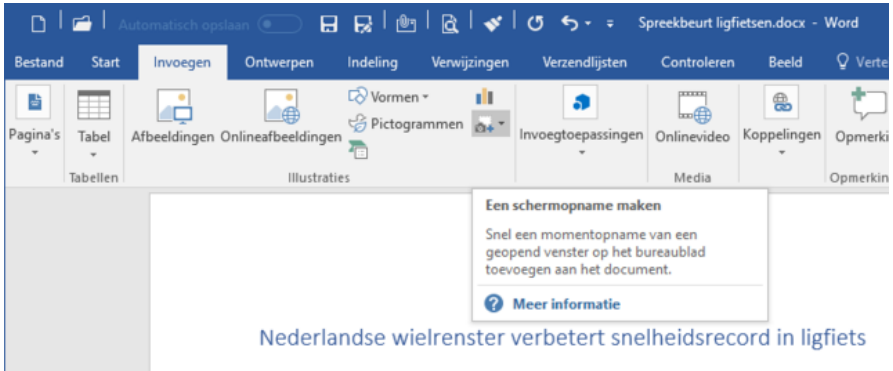 Automatisch opslaan Spreekbeurt ligfietsen.docx - Word
Bestand Start Invoegen Ontwerpen Indeling Verwijzingen Verzendlijsten Controleren Beeld Verte
Pagina's Tabel Afbeeldingen Onlineafbeeldingen Vormen Pictogrammen Invoegtoepassingen Onlinevideo Koppelingen Opmerki
Tabellen Illustraties Media Opmerkin
Een schermopname maken
Snel een momentopname van een
geopend venster op het bureaublad
toevoegen aan het document.
Meer informatie
Nederlandse wielrenster verbetert snelheidsrecord in ligfiets